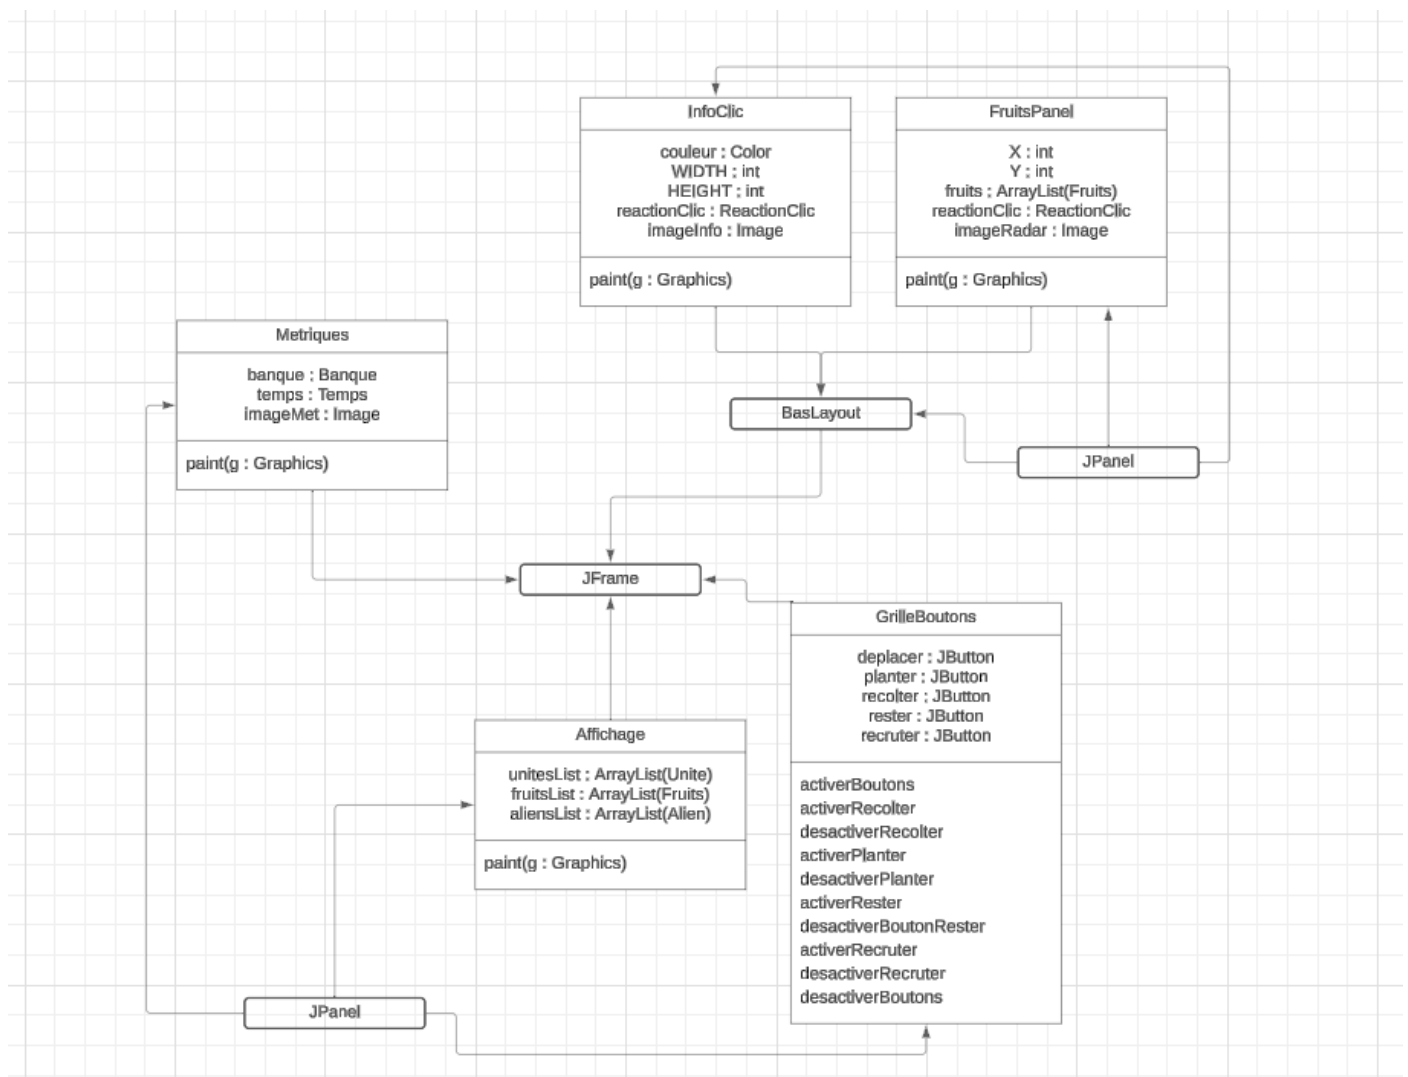 InfoClic
couleur : Color
WIDTH : int
HEIGHT : int
reactionClic : ReactionClic
imageInfo : Image
paint(g : Graphics)
FruitsPanel
X : int
Y : int
fruits : ArrayList(Fruits)
reactionClic : ReactionClic
imageRadar : Image
paint(g : Graphics)
Metriques
banque : Banque
temps : Temps
imageMet : Image
paint(g : Graphics)
BasLayout
JPanel
JFrame
GrilleBoutons
deplacer : JButton
planter : JButton
recolter : JButton
rester : JButton
recruter : JButton
activerBoutons
activerRecolter
desactiverRecolter
activerPlanter
desactiverPlanter
activerRester
desactiverBoutonRester
activerRecruter
desactiverRecruter
desactiverBoutons
Affichage
unitesList : ArrayList(Unite)
fruitsList : ArrayList(Fruits)
aliensList : ArrayList(Alien)
paint(g : Graphics)
JPanel